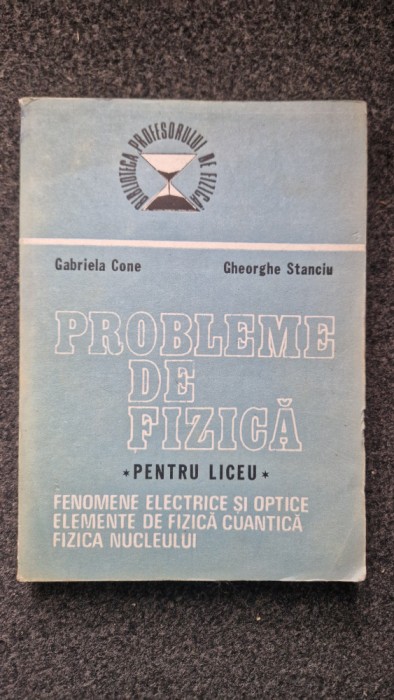 BIBLIOTECA PROFESORULUI DE FIZICĂ
Gabriela Cone Gheorghe Stanciu
PROBLEME
DE
FIZICĂ
* PENTRU LICEU *
FENOMENE ELECTRICE ȘI OPTICE
ELEMENTE DE FIZICĂ CUANTICĂ
FIZICA NUCLEULUI